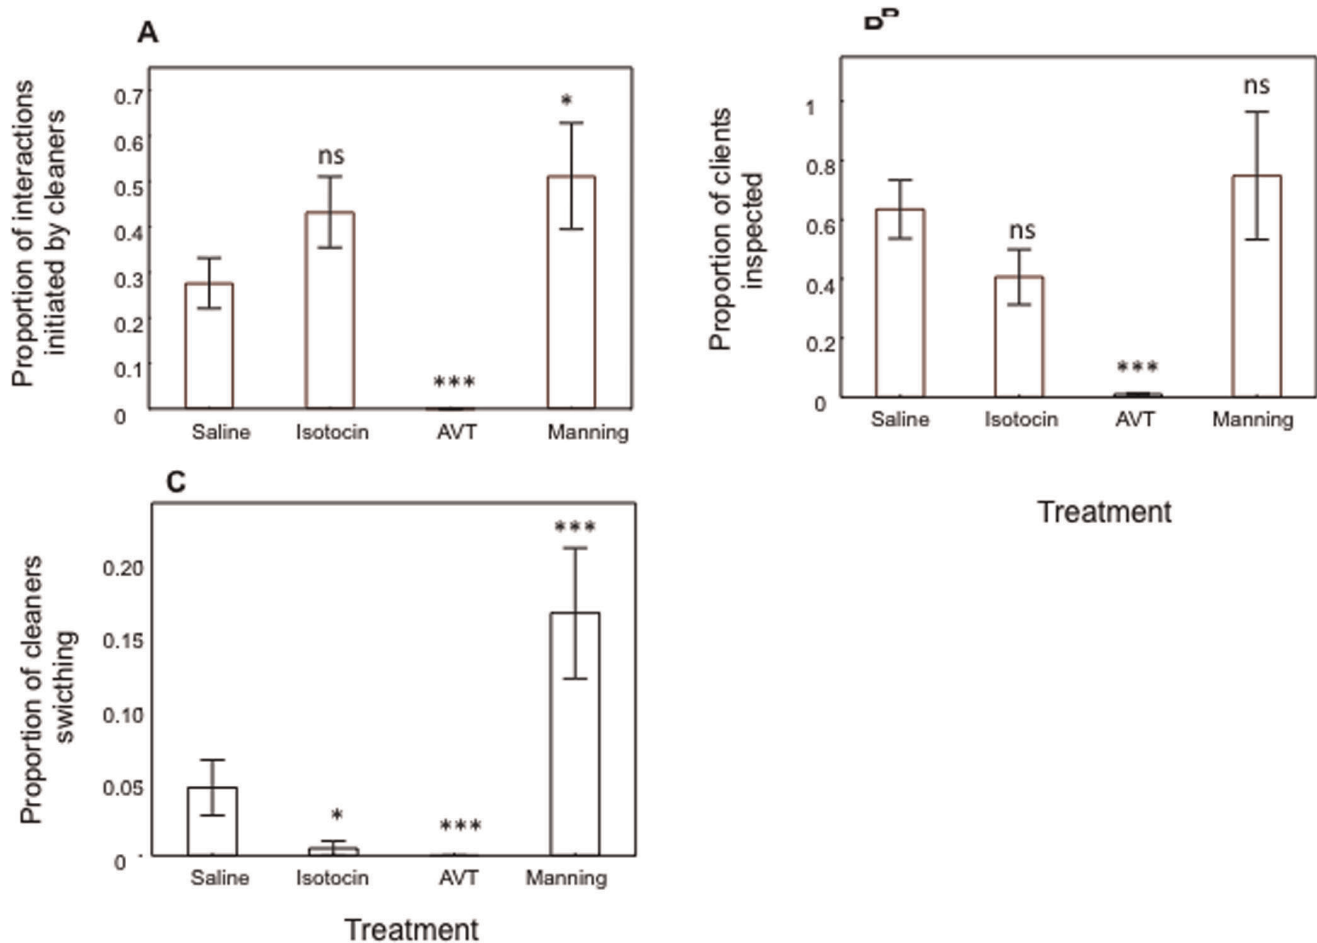 A
Proportion of interactions
initiated by cleaners
0.7
0.6
0.5
0.4
0.3
0.2
0.1
0
ns
***
*
Saline Isotocin AVT Manning
B
Proportion of clients
inspected
1
0.8
0.6
0.4
0.2
0
ns
***
ns
Saline Isotocin AVT Manning
Treatment
C
Proportion of cleaners
swicthing
0.20
0.15
0.10
0.05
0
*
***
***
Saline Isotocin AVT Manning
Treatment